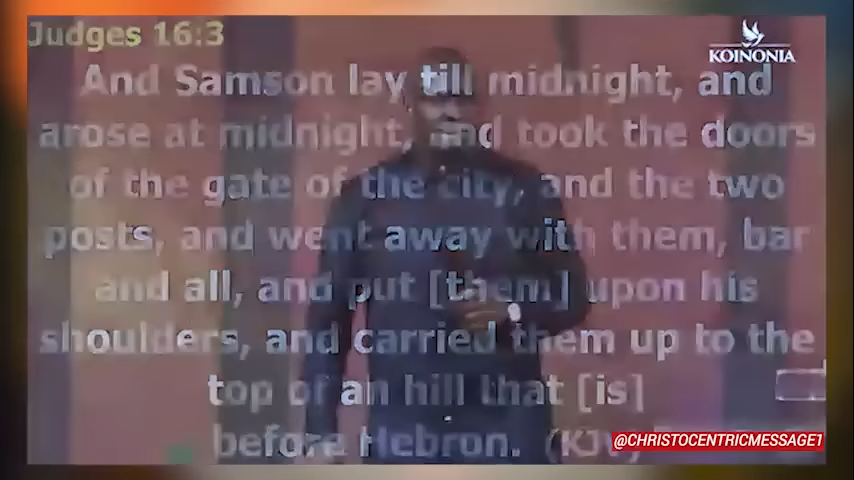 Judges 16:3
KOINONIA
And Samson lay till midnight, and
arose at midnight, and took the doors
of the gate of the city, and the two
posts, and went away with them, bar
and all, and put [them] upon his
shoulders, and carried them up to the
top of an hill that [is]
before Hebron. (KJV)
@CHRISTOCENTRICMESSAGE1